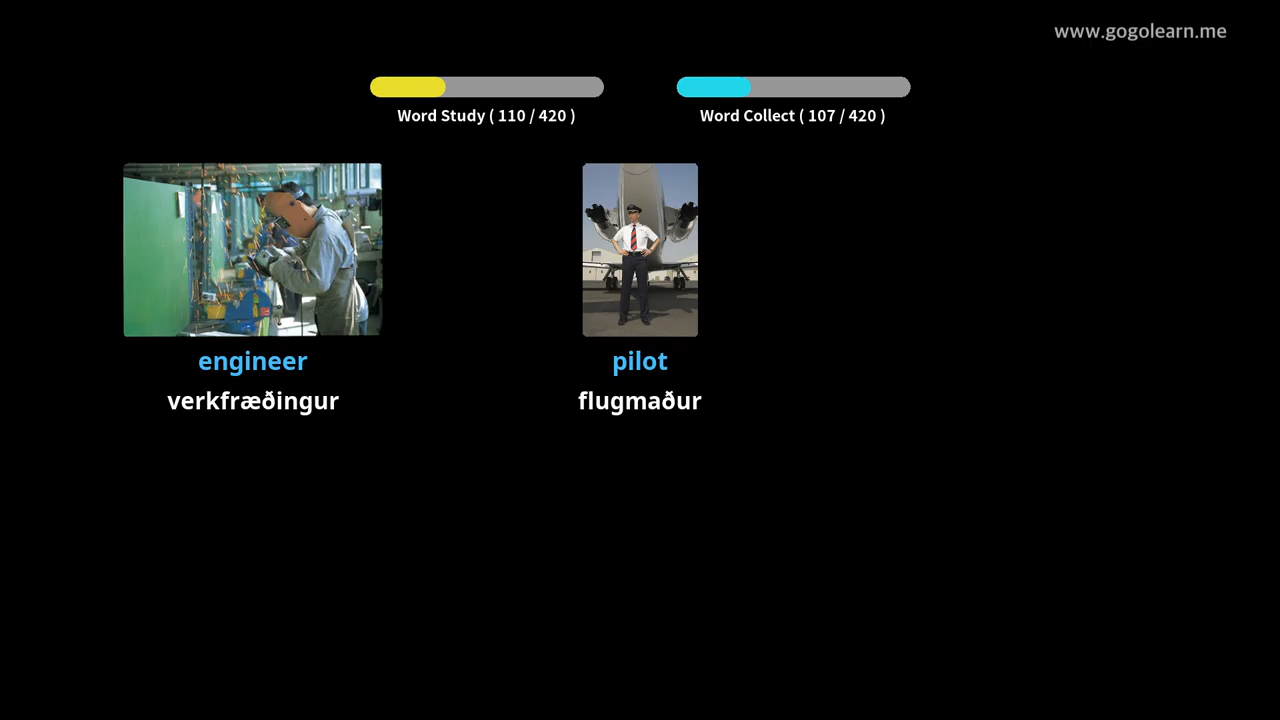 www.gogolearn.me
Word Study ( 110 / 420 )
Word Collect ( 107 / 420 )
engineer
verkfræðingur
pilot
flugmaður